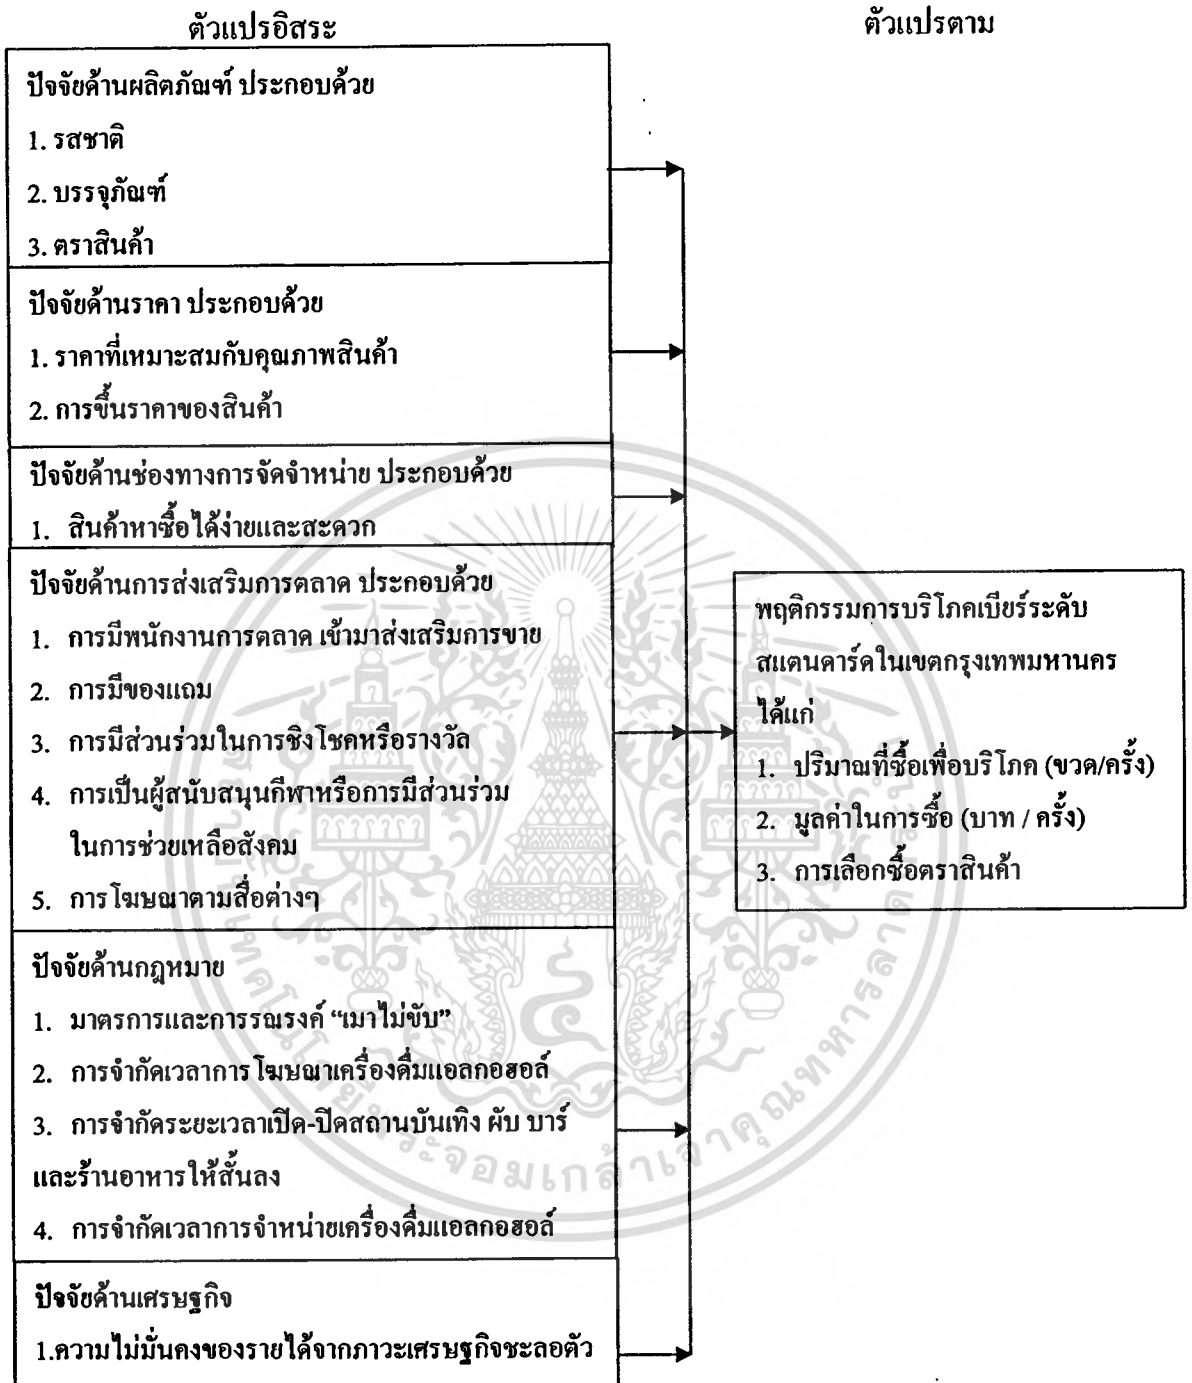 ตัวแปรอิสระ
ตัวแปรตาม
ปัจจัยด้านผลิตภัณฑ์ ประกอบด้วย
1. รสชาติ
2. บรรจุภัณฑ์
3. ตราสินค้า
ปัจจัยด้านราคา ประกอบด้วย
1. ราคาที่เหมาะสมกับคุณภาพสินค้า
2. การขึ้นราคาของสินค้า
ปัจจัยด้านช่องทางการจัดจำหน่าย ประกอบด้วย
1. สินค้าหาซื้อได้ง่ายและสะดวก
ปัจจัยด้านการส่งเสริมการตลาด ประกอบด้วย
1. การมีพนักงานการตลาด เข้ามาส่งเสริมการขาย
2. การมีของแถม
3. การมีส่วนร่วมในการชิงโชคหรือรางวัล
4. การเป็นผู้สนับสนุนกีฬาหรือการมีส่วนร่วม
ในการช่วยเหลือสังคม
5. การโฆษณาตามสื่อต่างๆ
ปัจจัยด้านกฎหมาย
1. มาตรการและการรณรงค์ “เมาไม่ขับ”
2. การจำกัดเวลาการโฆษณาเครื่องดื่มแอลกอฮอล์
3. การจำกัดระยะเวลาเปิด-ปิดสถานบันเทิง ผับ บาร์
และร้านอาหารให้สั้นลง
4. การจำกัดเวลาการจำหน่ายเครื่องดื่มแอลกอฮอล์
ปัจจัยด้านเศรษฐกิจ
1.ความไม่มั่นคงของรายได้จากภาวะเศรษฐกิจชะลอตัว
พฤติกรรมการบริโภคเบียร์ระดับ
สแตนดาร์ดในเขตกรุงเทพมหานคร
ได้แก่
1. ปริมาณที่ซื้อเพื่อบริโภค (ขวด/ครั้ง)
2. มูลค่าในการซื้อ (บาท / ครั้ง)
3. การเลือกซื้อตราสินค้า